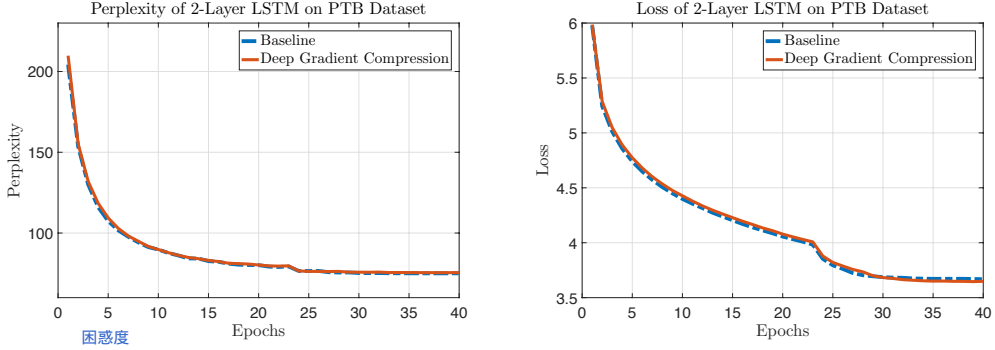 Perplexity of 2-Layer LSTM on PTB Dataset
Baseline
Deep Gradient Compression
200
150
100
Perplexity
0 5 10 15 20 25 30 35 40
Epochs
困惑度
Loss of 2-Layer LSTM on PTB Dataset
Baseline
Deep Gradient Compression
6
5.5
5
4.5
4
3.5
Loss
0 5 10 15 20 25 30 35 40
Epochs